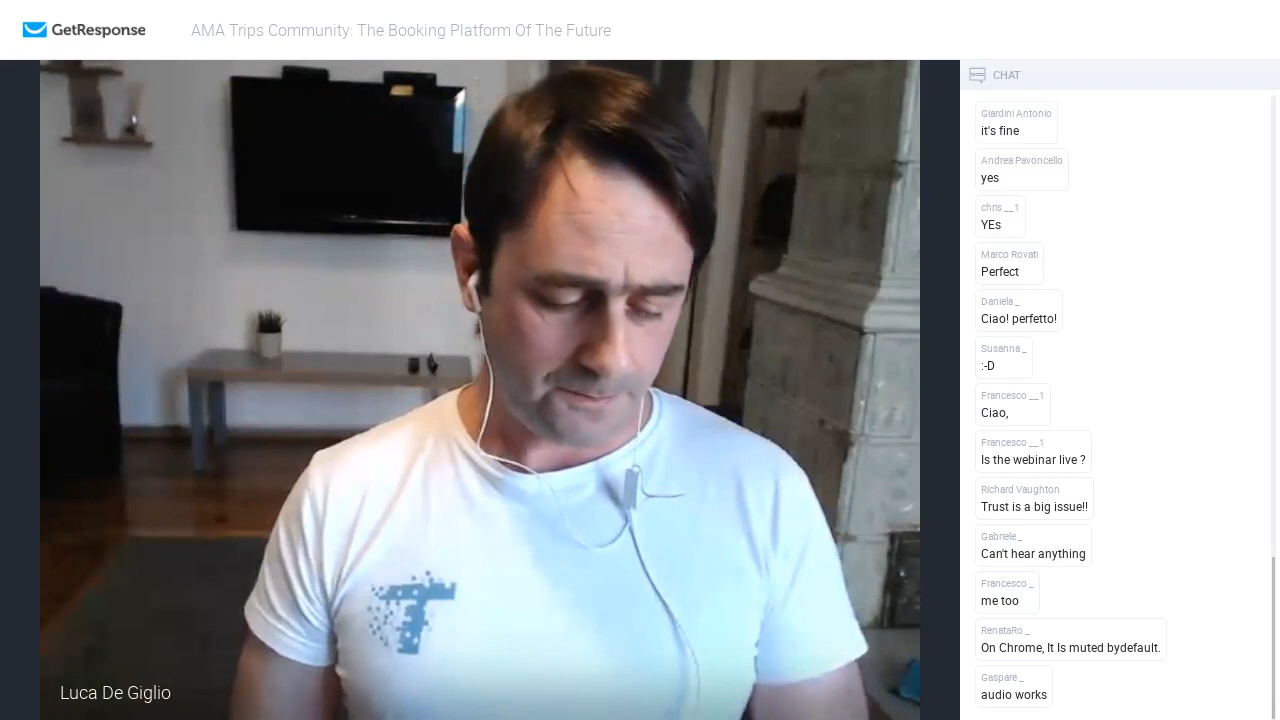 GetResponse
AMA Trips Community: The Booking Platform Of The Future
CHAT
Giardini Antonio
it's fine
Andrea Pavoncello
yes
chris __1
YEs
Marco Rovati
Perfect
Daniela _
Ciao! perfetto!
Susanna _
:-D
Francesco __1
Ciao,
Francesco __1
Is the webinar live ?
Richard Vaughton
Trust is a big issue!!
Gabriele _
Can't hear anything
Francesco _
me too
RenataRo _
On Chrome, It Is muted bydefault.
Gaspare _
audio works
T
Luca De Giglio